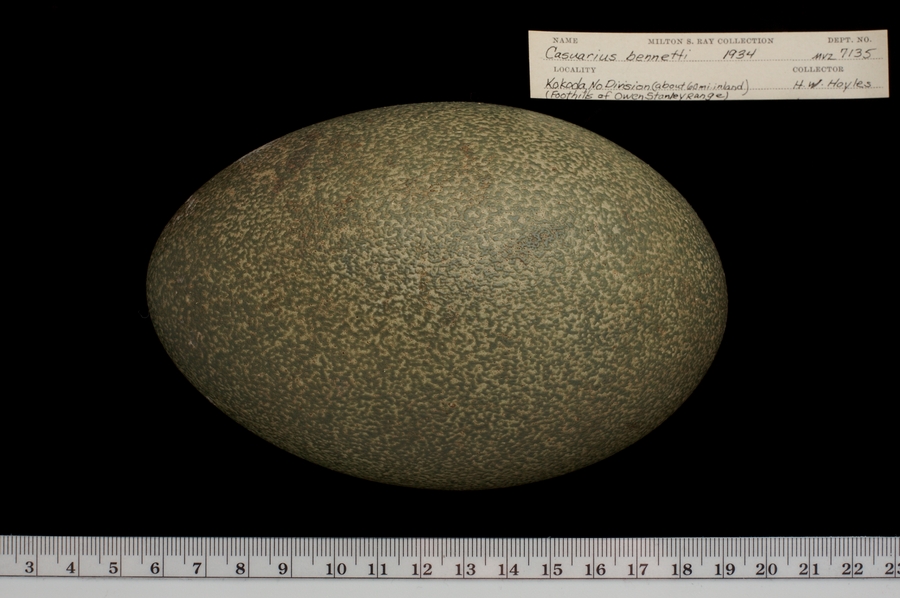 NAME MILTON S. RAY COLLECTION DEPT. NO.
Casuarius bennetti 1934 MVZ 7135
LOCALITY COLLECTOR
Kokoda, No. Division (about 60 mi. inland) H. W. Hoyles
(Foothills of Owen Stanley Range)
3 4 5 6 7 8 9 10 11 12 13 14 15 16 17 18 19 20 21 22 23